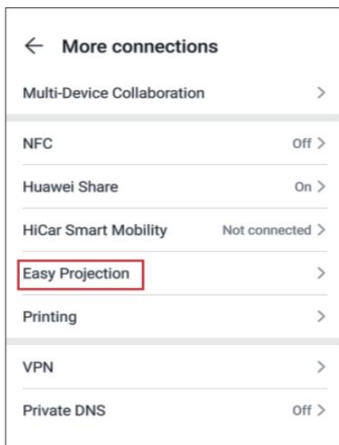 ← More connections
Multi-Device Collaboration >
NFC Off >
Huawei Share On >
HiCar Smart Mobility Not connected >
Easy Projection >
Printing >
VPN >
Private DNS Off >